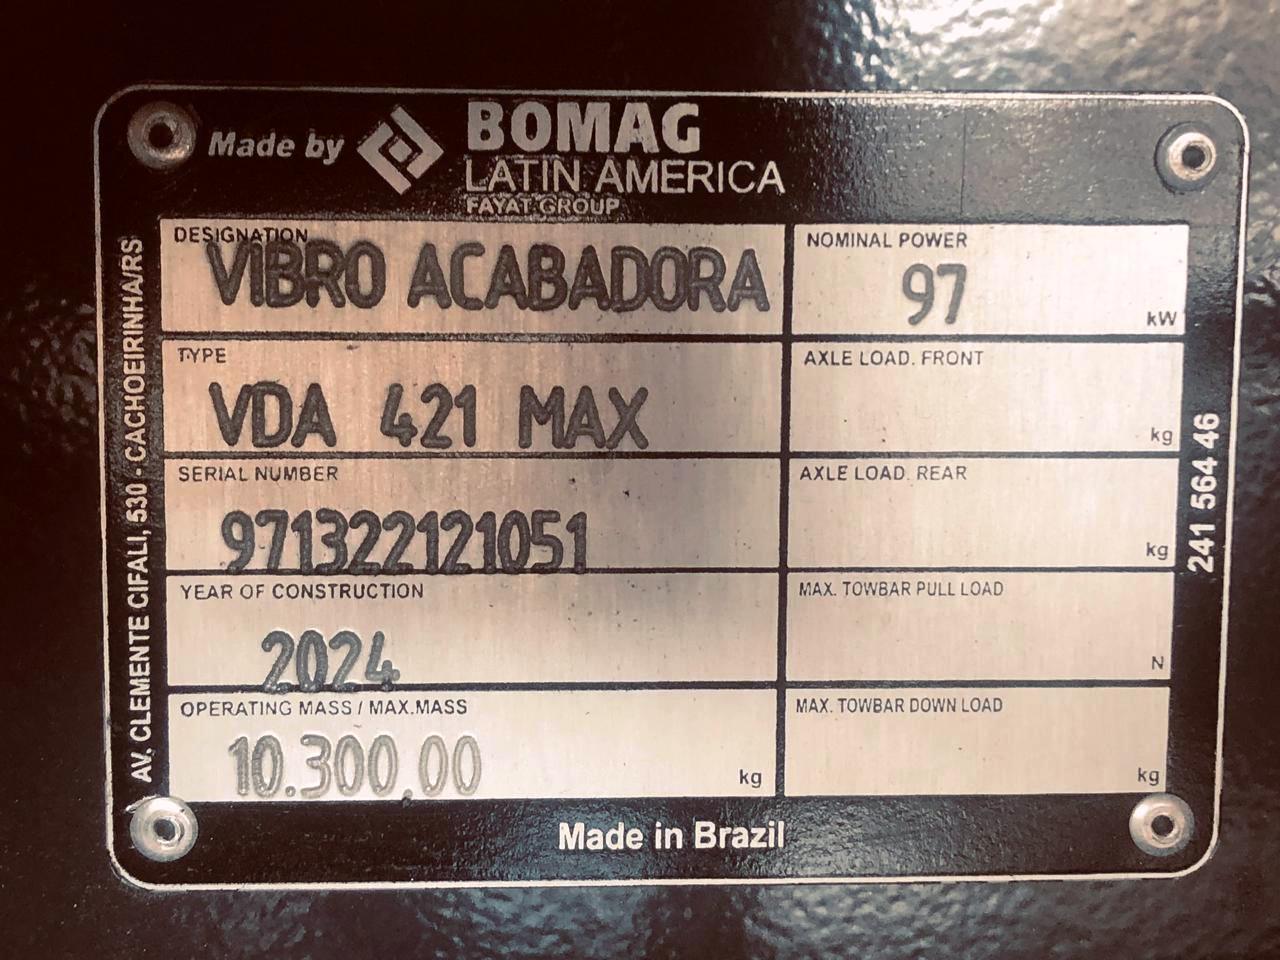 Made by
BOMAG
LATIN AMERICA
FAYAT GROUP
DESIGNATION
VIBRO ACABADORA
NOMINAL POWER
97
kW
TYPE
VDA 421 MAX
AXLE LOAD. FRONT
kg
SERIAL NUMBER
971322121051
AXLE LOAD. REAR
kg
YEAR OF CONSTRUCTION
2024
MAX. TOWBAR PULL LOAD
N
OPERATING MASS / MAX.MASS
10.300,00
kg
MAX. TOWBAR DOWN LOAD
kg
Made in Brazil
AV. CLEMENTE CIFALI, 530 - CACHOEIRINHA/RS
241 564 46